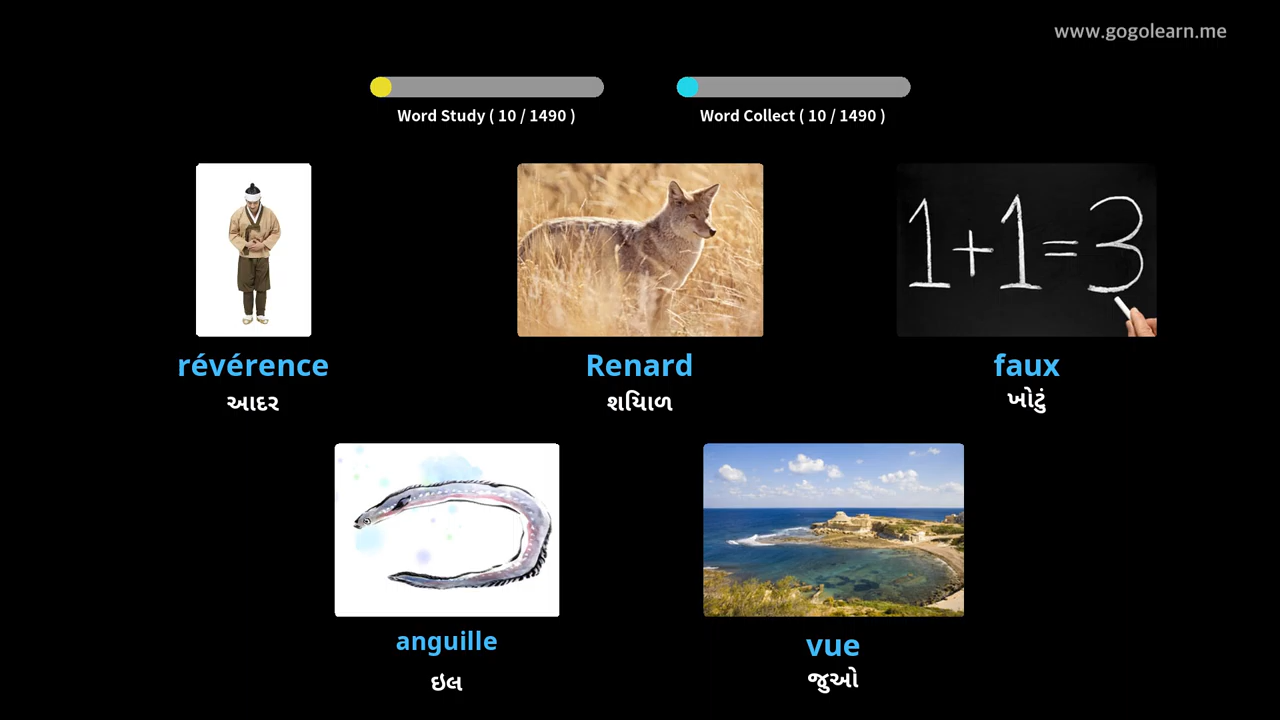 www.gogolearn.me
Word Study ( 10 / 1490 )
Word Collect ( 10 / 1490 )
1+1=3
révérence
આદર
Renard
શિયાળ
faux
ખોટું
anguille
ઇલ
vue
જુઓ